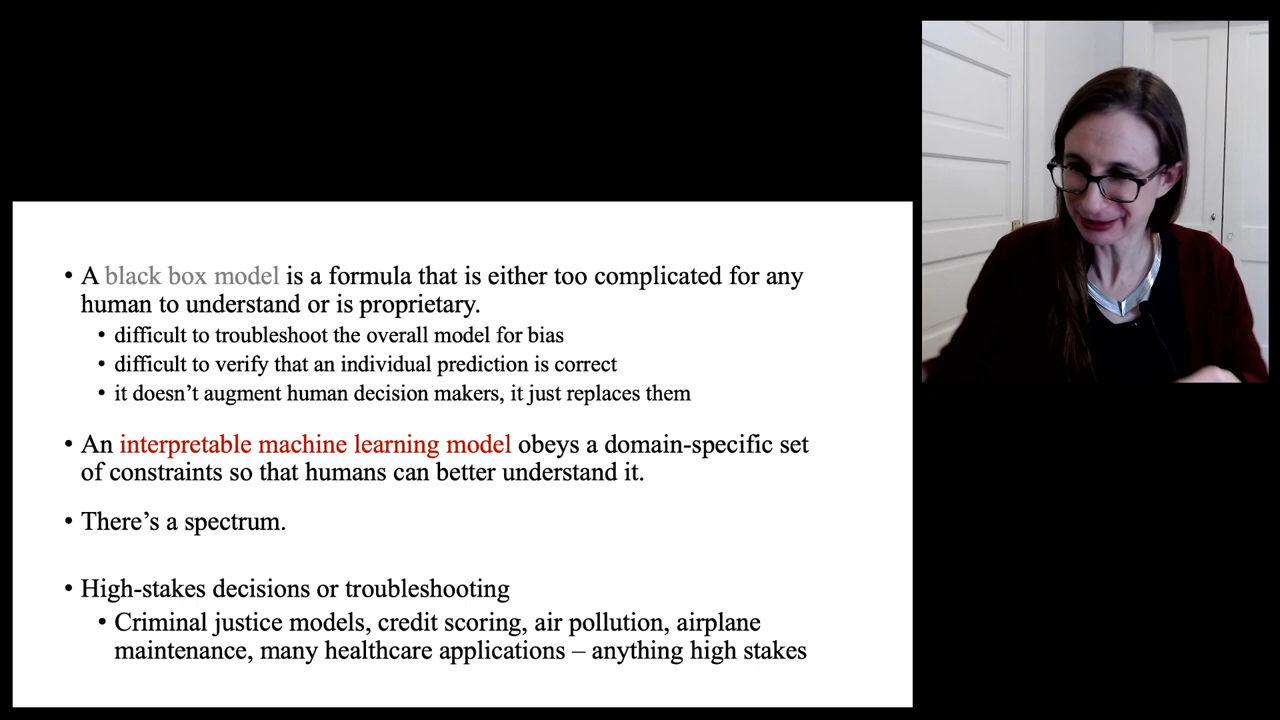 • A black box model is a formula that is either too complicated for any
human to understand or is proprietary.
• difficult to troubleshoot the overall model for bias
• difficult to verify that an individual prediction is correct
• it doesn’t augment human decision makers, it just replaces them
• An interpretable machine learning model obeys a domain-specific set
of constraints so that humans can better understand it.
• There’s a spectrum.
• High-stakes decisions or troubleshooting
• Criminal justice models, credit scoring, air pollution, airplane
maintenance, many healthcare applications – anything high stakes